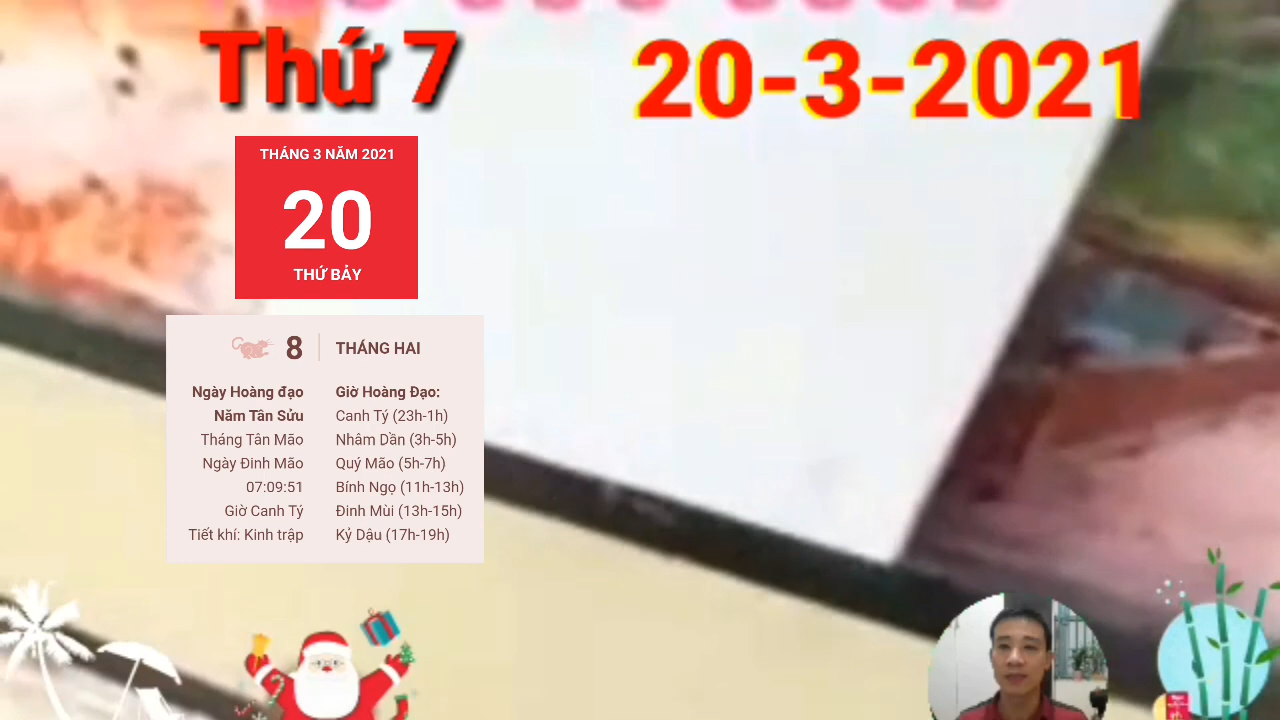 Thứ 7
20-3-2021
THÁNG 3 NĂM 2021
20
THỨ BẢY
8
THÁNG HAI
Ngày Hoàng đạo
Năm Tân Sửu
Tháng Tân Mão
Ngày Đinh Mão
07:09:51
Giờ Canh Tý
Tiết khí: Kinh trập
Giờ Hoàng Đạo:
Canh Tý (23h-1h)
Nhâm Dần (3h-5h)
Quý Mão (5h-7h)
Bính Ngọ (11h-13h)
Đinh Mùi (13h-15h)
Kỷ Dậu (17h-19h)